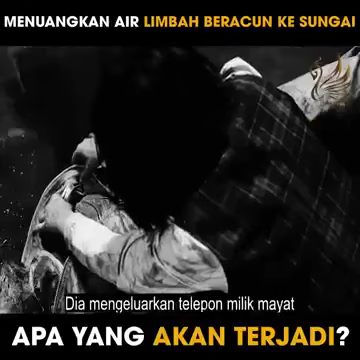 MENUANGKAN AIR LIMBAH BERACUN KE SUNGAI
Dia mengeluarkan telepon milik mayat
APA YANG AKAN TERJADI?